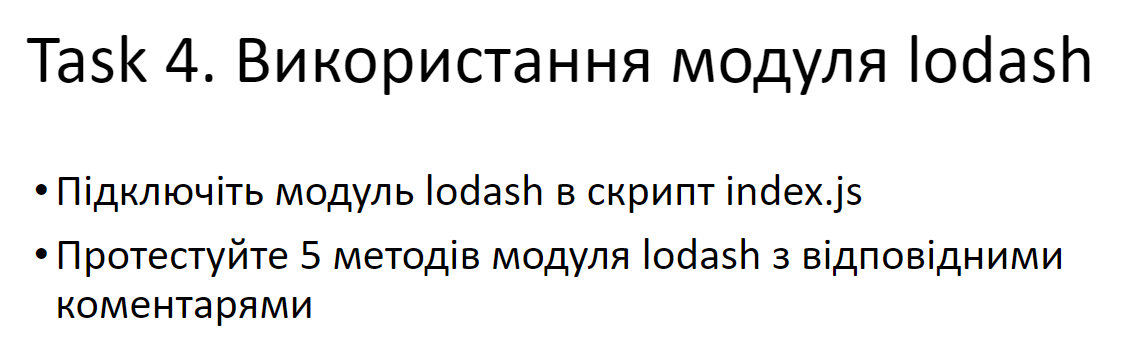 Task 4. Використання модуля lodash
• Підключіть модуль lodash в скрипт index.js
• Протестуйте 5 методів модуля lodash з відповідними
коментарями